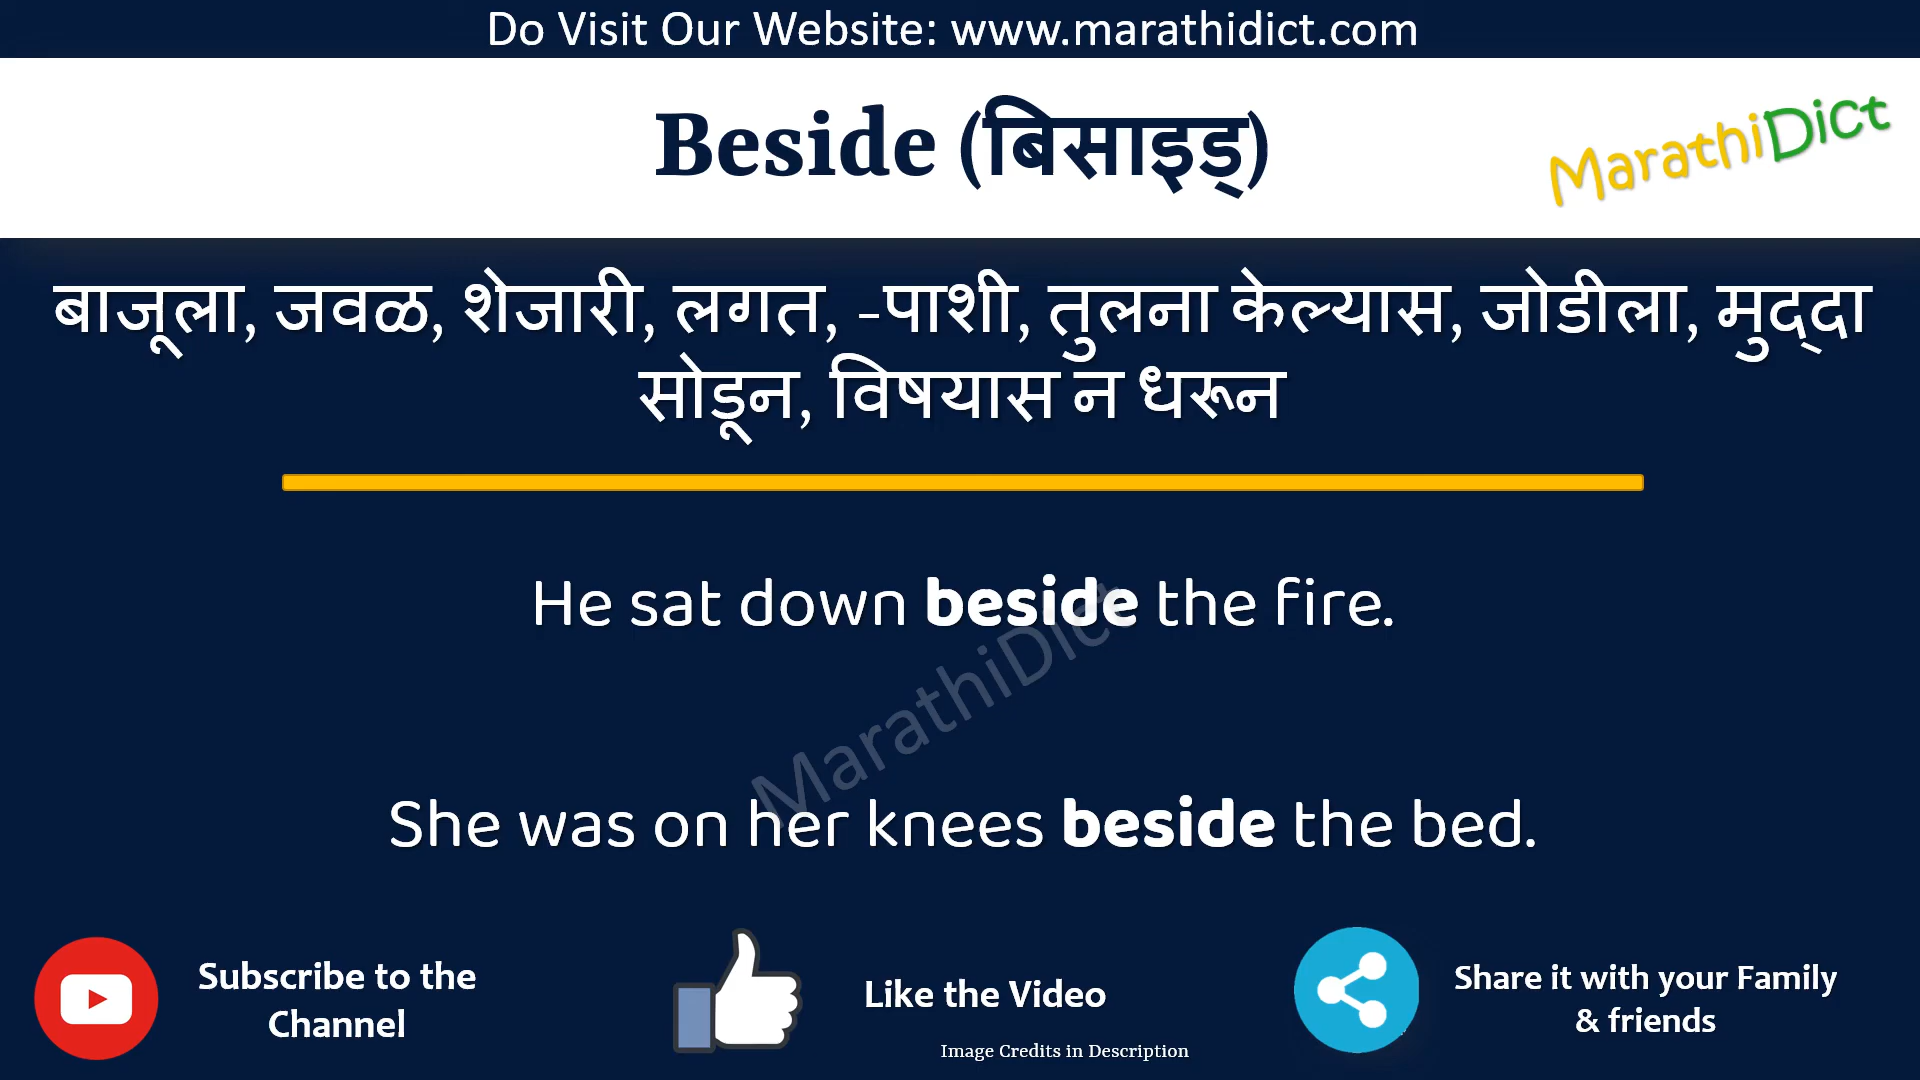 Do Visit Our Website: www.marathidict.com
Beside (बिसाइड्)
MarathiDict
बाजूला, जवळ, शेजारी, लगत, -पाशी, तुलना केल्यास, जोडीला, मुद्दा
सोडून, विषयास न धरून
He sat down beside the fire.
MarathiDict
She was on her knees beside the bed.
Subscribe to the
Channel
Like the Video
Share it with your Family
& friends
Image Credits in Description